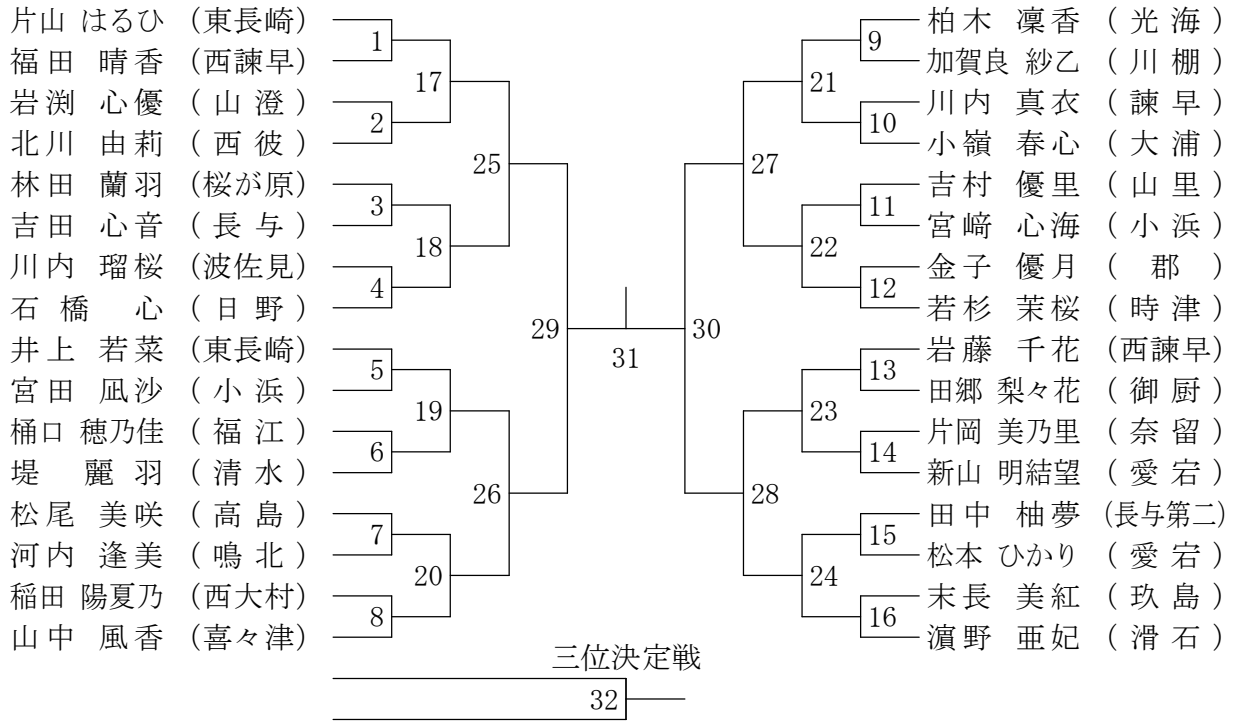 片山 はるひ (東長崎)
福田 晴香 (西諫早)
岩渕 心優 (山澄)
北川 由莉 (西彼)
林田 蘭羽 (桜が原)
吉田 心音 (長与)
川内 瑠桜 (波佐見)
石橋 心 (日野)
井上 若菜 (東長崎)
宮田 凪沙 (小浜)
桶口 穂乃佳 (福江)
堤 麗羽 (清水)
松尾 美咲 (高島)
河内 逢美 (鳴北)
稲田 陽夏乃 (西大村)
山中 風香 (喜々津)
1
2
3
4
5
6
7
8
17
18
19
20
25
26
29
31
30
27
28
21
22
23
24
9
10
11
12
13
14
15
16
柏木 凜香 (光海)
加賀良 紗乙 (川棚)
川内 真衣 (諫早)
小嶺 春心 (大浦)
吉村 優里 (山里)
宮﨑 心海 (小浜)
金子 優月 (郡)
若杉 茉桜 (時津)
岩藤 千花 (西諫早)
田郷 梨々花 (御厨)
片岡 美乃里 (奈留)
新山 明結望 (愛宕)
田中 柚夢 (長与第二)
松本 ひかり (愛宕)
末長 美紅 (玖島)
濵野 亜妃 (滑石)
三位決定戦
32